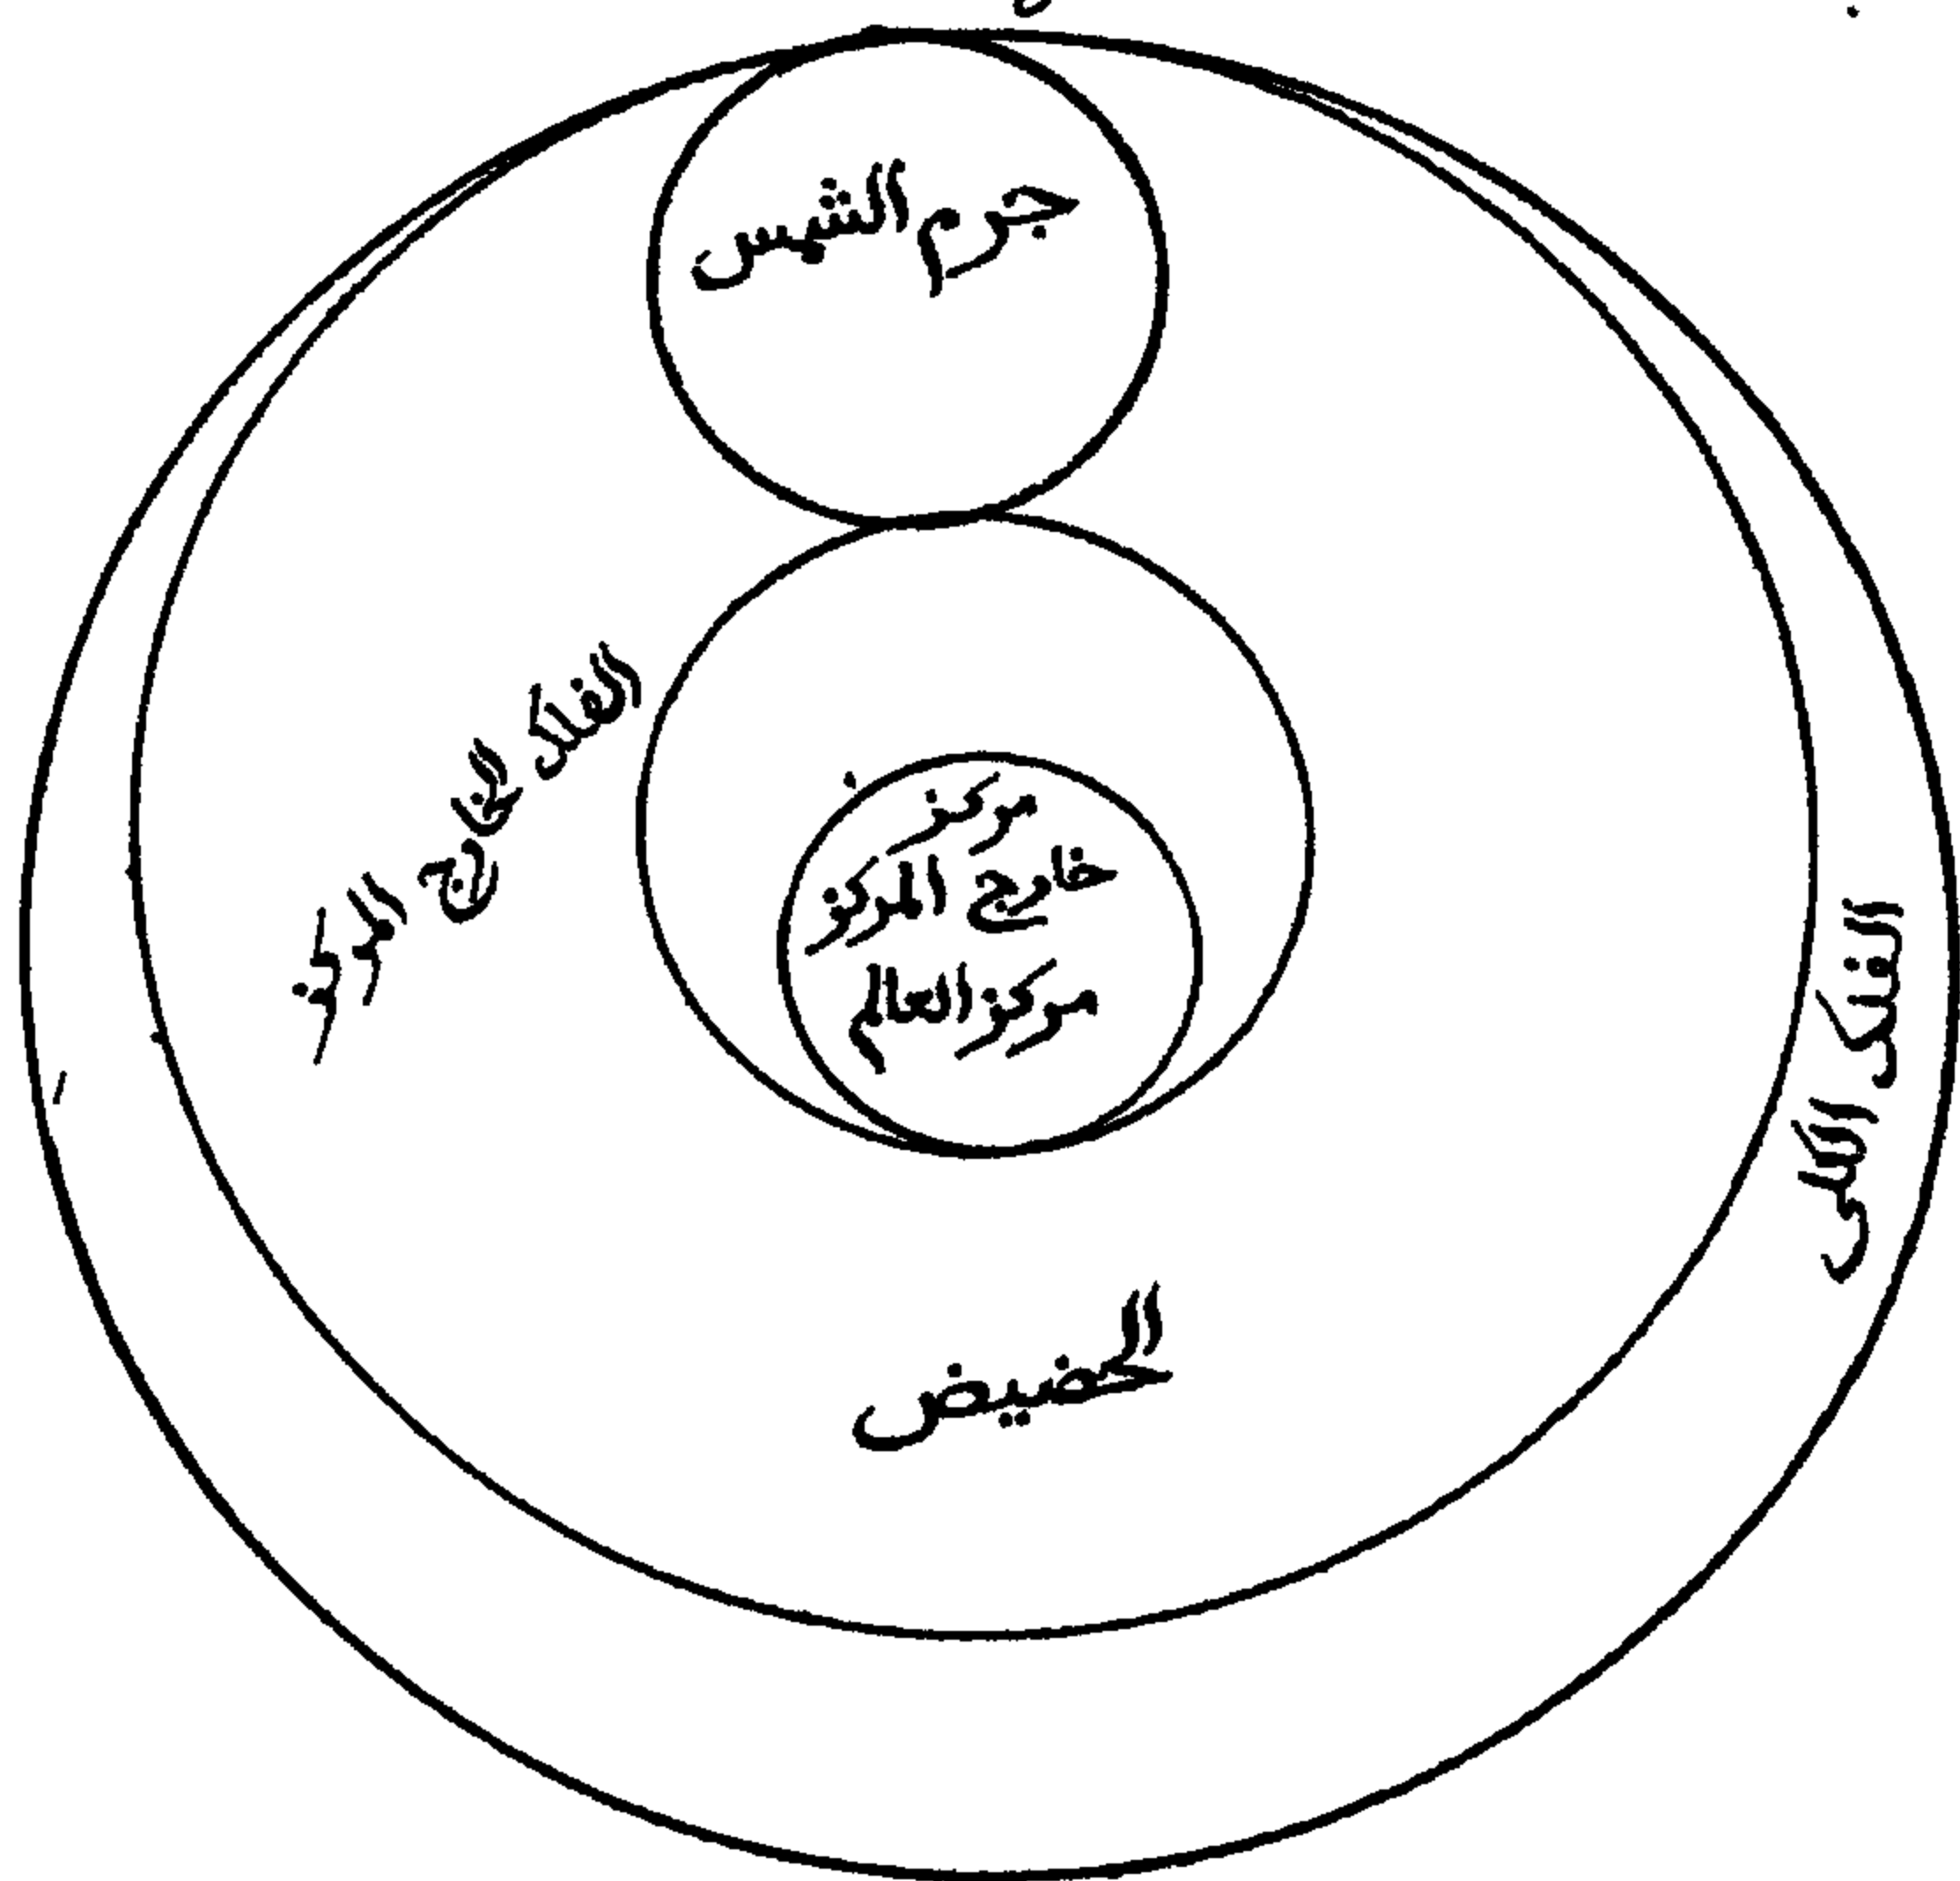 جرم الشمس
الفلك الخارج المركز
مركز
خارج المركز
مركز العالم
الفلك الكلى
الحضيض